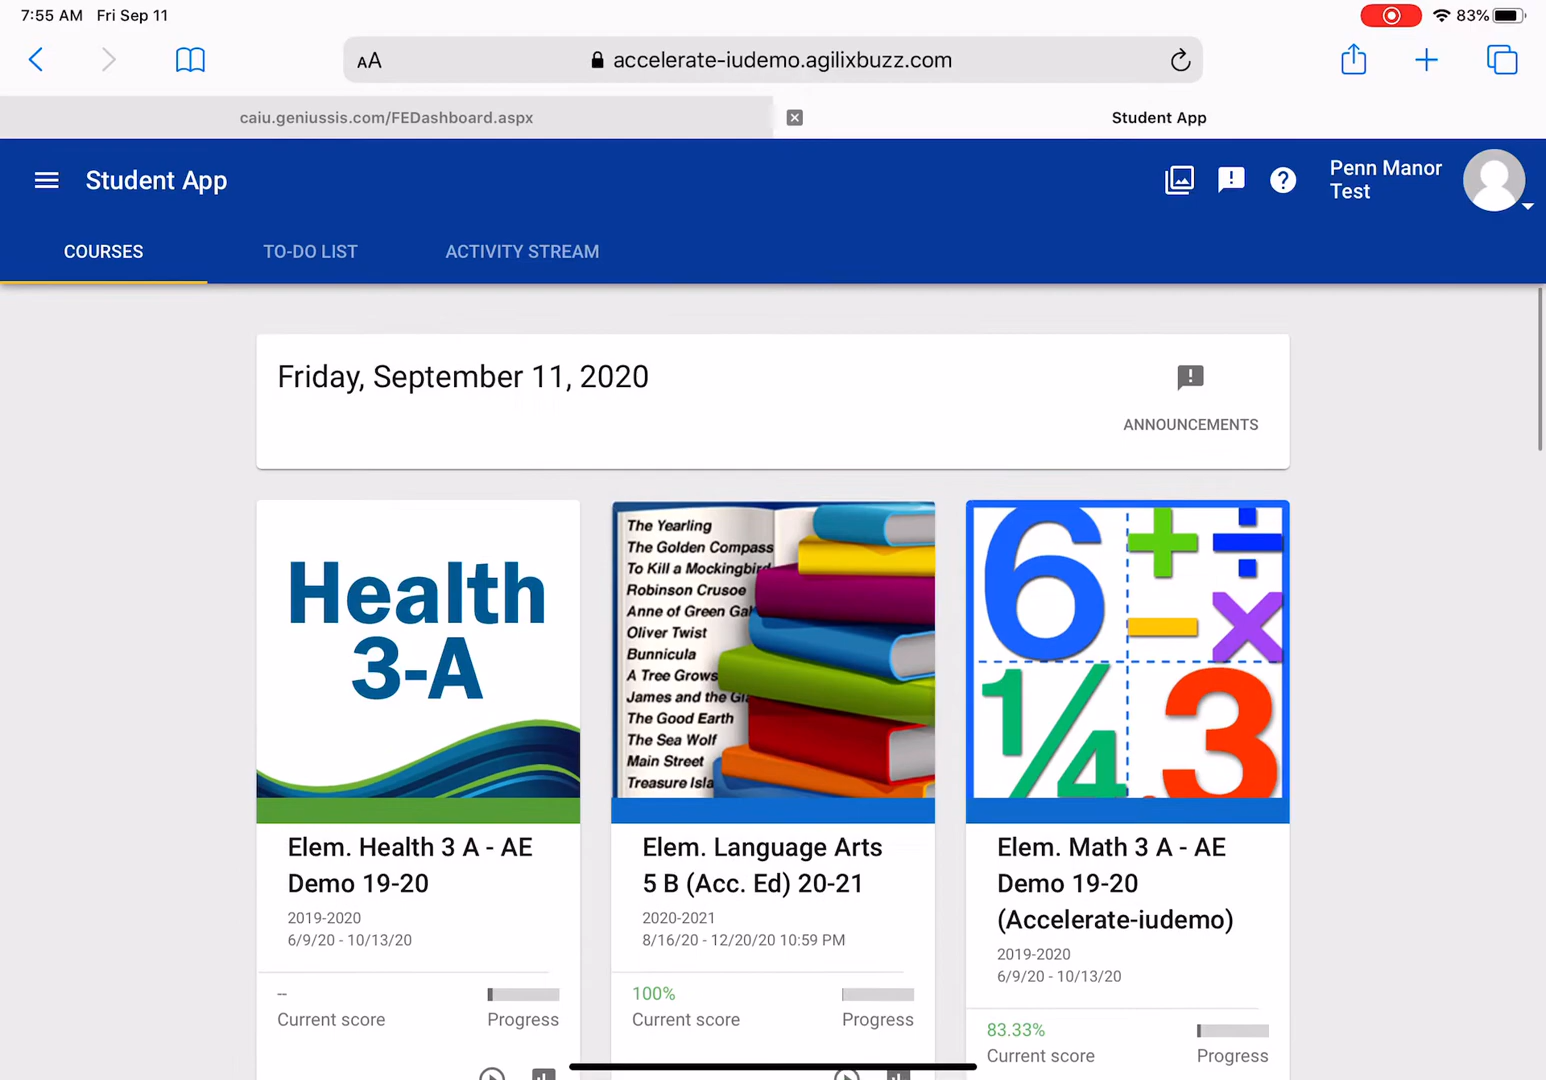 7:55 AM Fri Sep 11
83%
AA accelerate-iudemo.agilixbuzz.com
caiu.geniussis.com/FEDashboard.aspx
Student App
Student App
Penn Manor
Test
COURSES TO-DO LIST ACTIVITY STREAM
Friday, September 11, 2020
ANNOUNCEMENTS
Health
3-A
Elem. Health 3 A - AE
Demo 19-20
2019-2020
6/9/20 - 10/13/20
--
Current score Progress
The Yearling
The Golden Compass
To Kill a Mockingbird
Robinson Crusoe
Anne of Green Ga
Oliver Twist
Bunnicula
A Tree Grows
James and the Gi
The Good Earth
The Sea Wolf
Main Street
Treasure Isla
Elem. Language Arts
5 B (Acc. Ed) 20-21
2020-2021
8/16/20 - 12/20/20 10:59 PM
100%
Current score Progress
6 + ÷
− x
¼ .3
Elem. Math 3 A - AE
Demo 19-20
(Accelerate-iudemo)
2019-2020
6/9/20 - 10/13/20
83.33%
Current score Progress